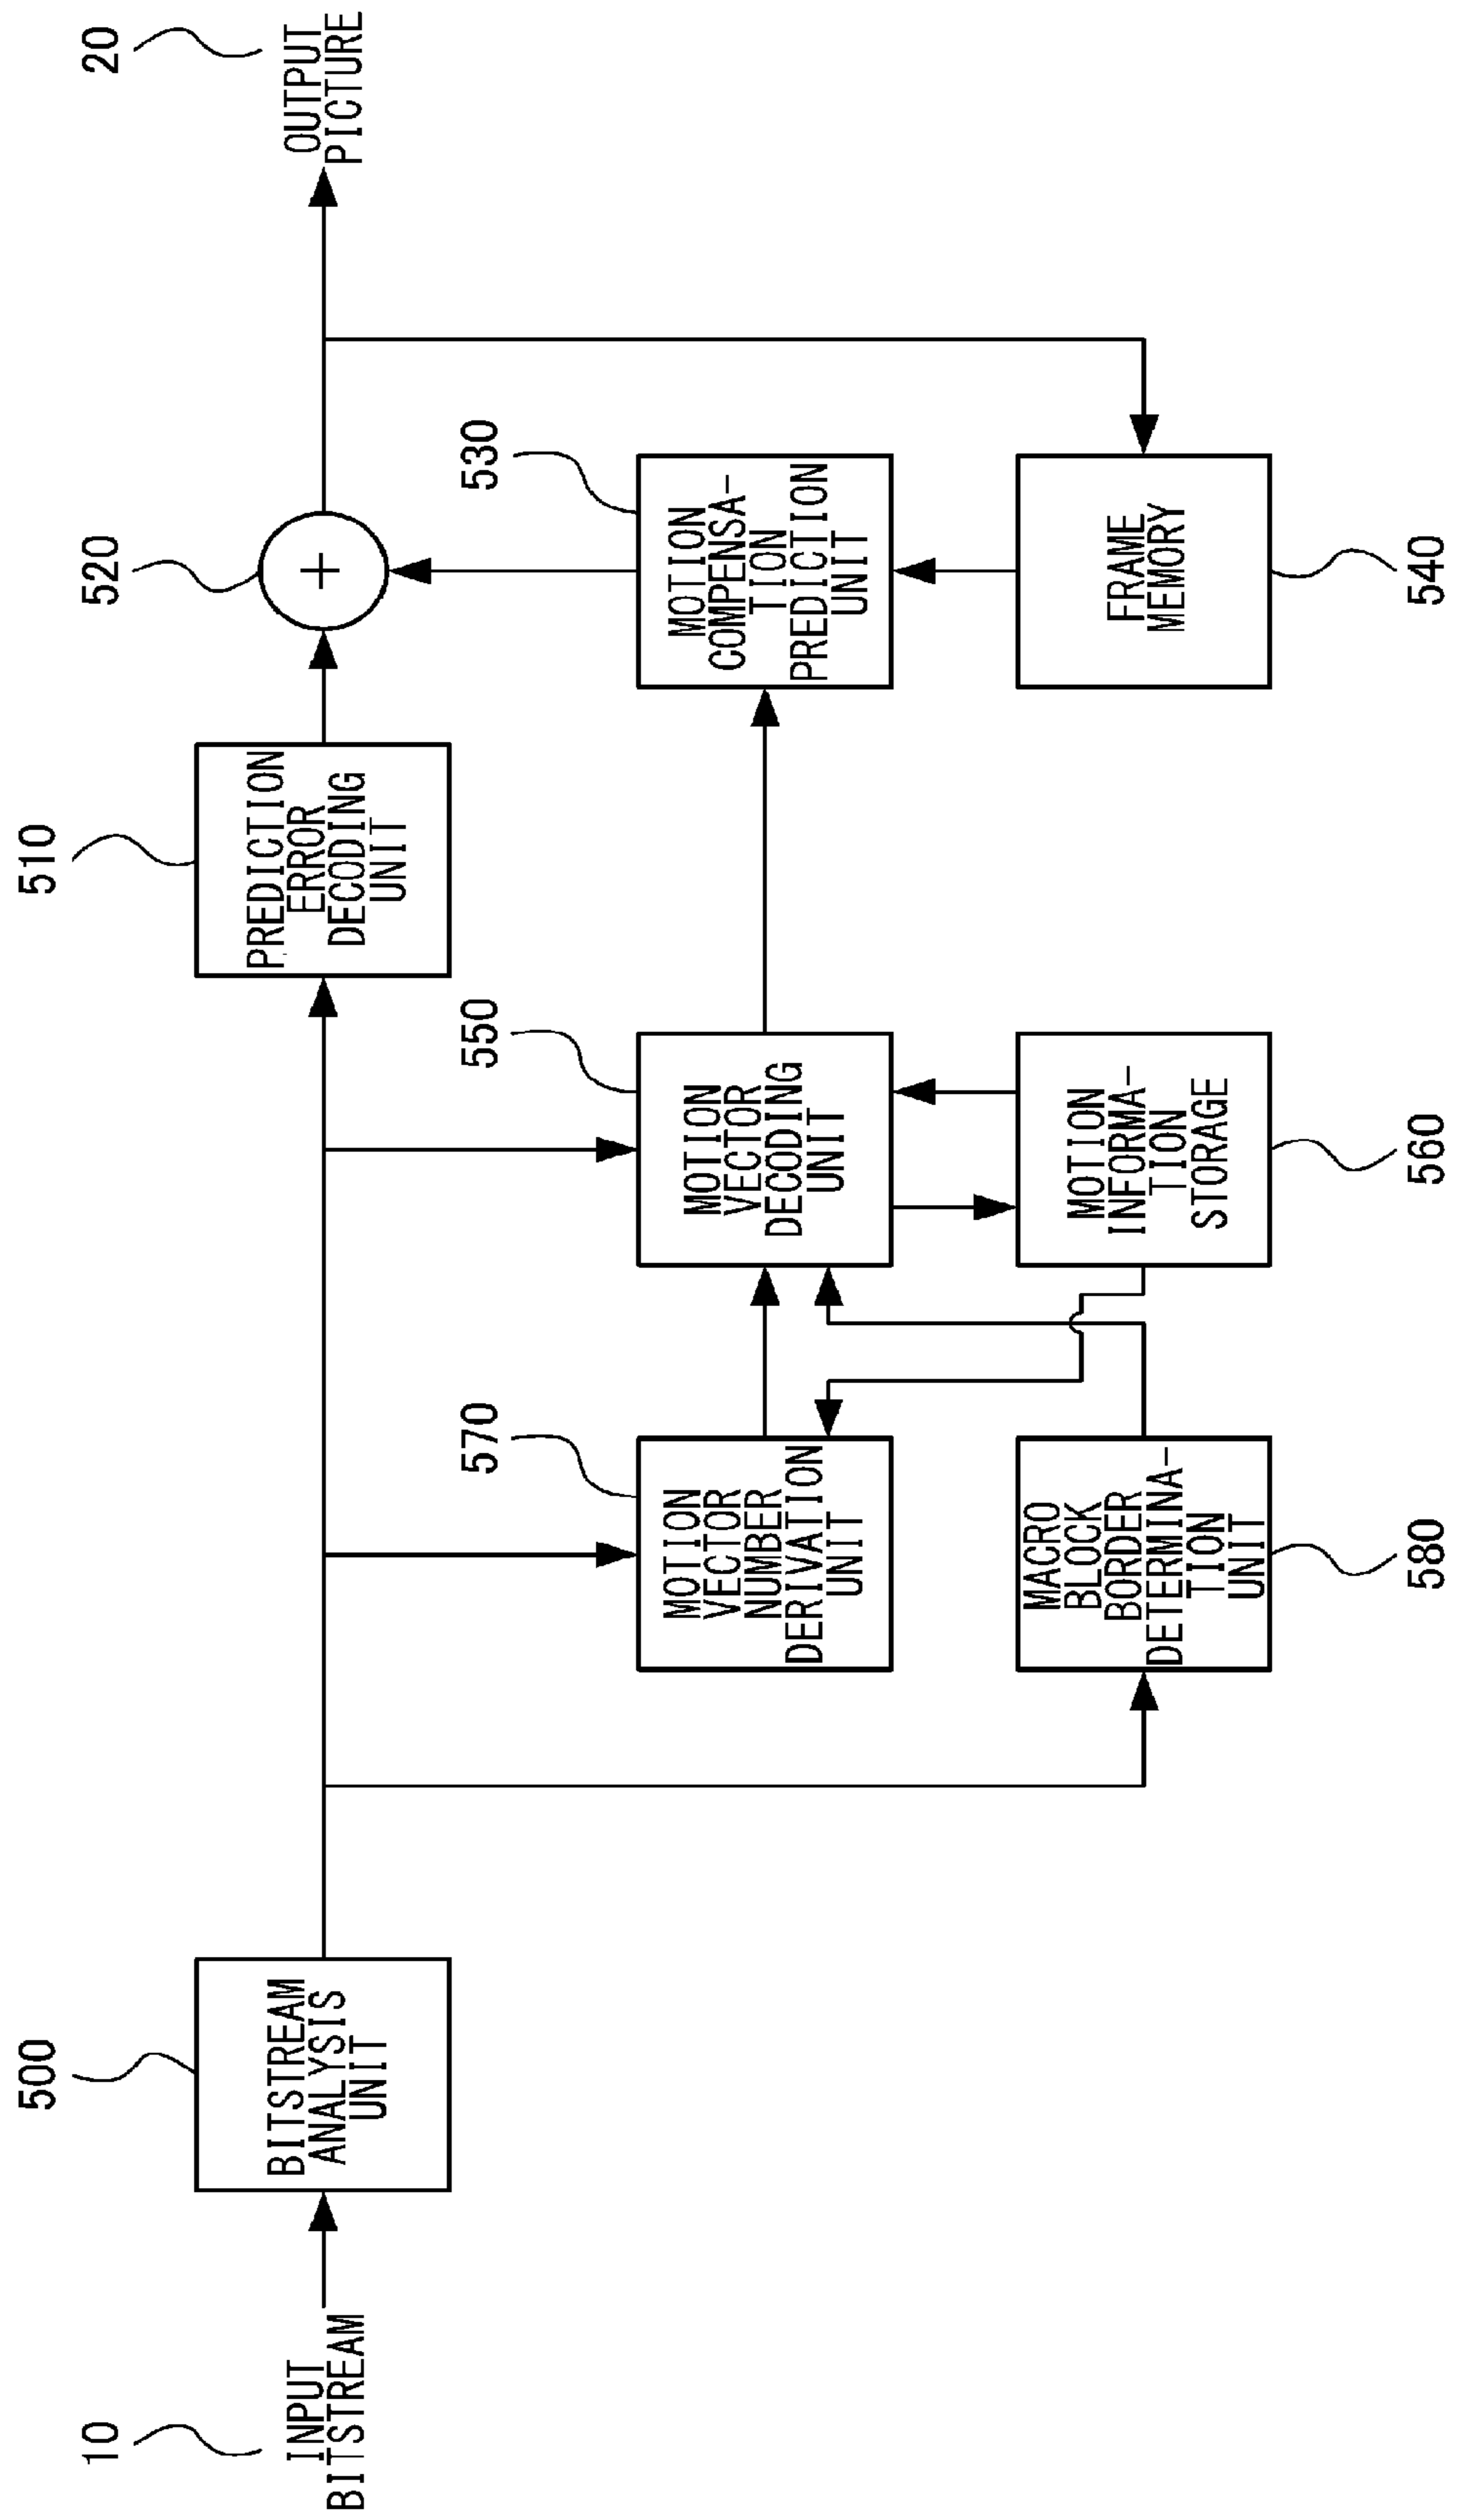 10
INPUT
BITSTREAM
500
BITSTREAM
ANALYSIS
UNIT
510
PREDICTION
ERROR
DECODING
UNIT
520
+
20
OUTPUT
PICTURE
570
MOTION
VECTOR
NUMBER
DERIVATION
UNIT
550
MOTION
VECTOR
DECODING
UNIT
530
MOTION
COMPENSA-
TION
PREDICTION
UNIT
MACRO
BLOCK
BORDER
DETERMINA-
TION
UNIT
580
MOTION
INFORMA-
TION
STORAGE
560
FRAME
MEMORY
540